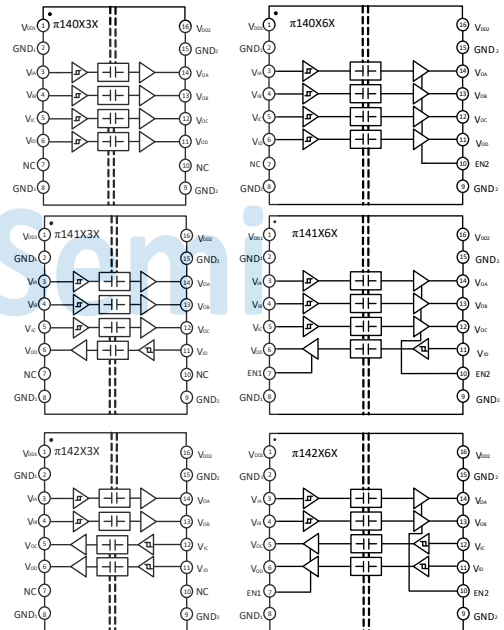 π140X3X
VDD1 1 16 VDD2
GND1 2 15 GND2
VIA 3 14 VOA
VIB 4 13 VOB
VIC 5 12 VOC
VID 6 11 VOD
NC 7 10 NC
GND1 8 9 GND2
π140X6X
VDD1 1 16 VDD2
GND1 2 15 GND2
VIA 3 14 VOA
VIB 4 13 VOB
VIC 5 12 VOC
VID 6 11 VOD
NC 7 10 EN2
GND1 8 9 GND2
Semi
π141X3X
VDD1 1 16 VDD2
GND1 2 15 GND2
VIA 3 14 VOA
VIB 4 13 VOB
VIC 5 12 VOC
VOD 6 11 VID
NC 7 10 NC
GND1 8 9 GND2
π141X6X
VDD1 1 16 VDD2
GND1 2 15 GND2
VIA 3 14 VOA
VIB 4 13 VOB
VIC 5 12 VOC
VOD 6 11 VID
EN1 7 10 EN2
GND1 8 9 GND2
π142X3X
VDD1 1 16 VDD2
GND1 2 15 GND2
VIA 3 14 VOA
VIB 4 13 VOB
VOC 5 12 VIC
VOD 6 11 VID
NC 7 10 NC
GND1 8 9 GND2
π142X6X
VDD1 1 16 VDD2
GND1 2 15 GND2
VIA 3 14 VOA
VIB 4 13 VOB
VOC 5 12 VIC
VOD 6 11 VID
EN1 7 10 EN2
GND1 8 9 GND2